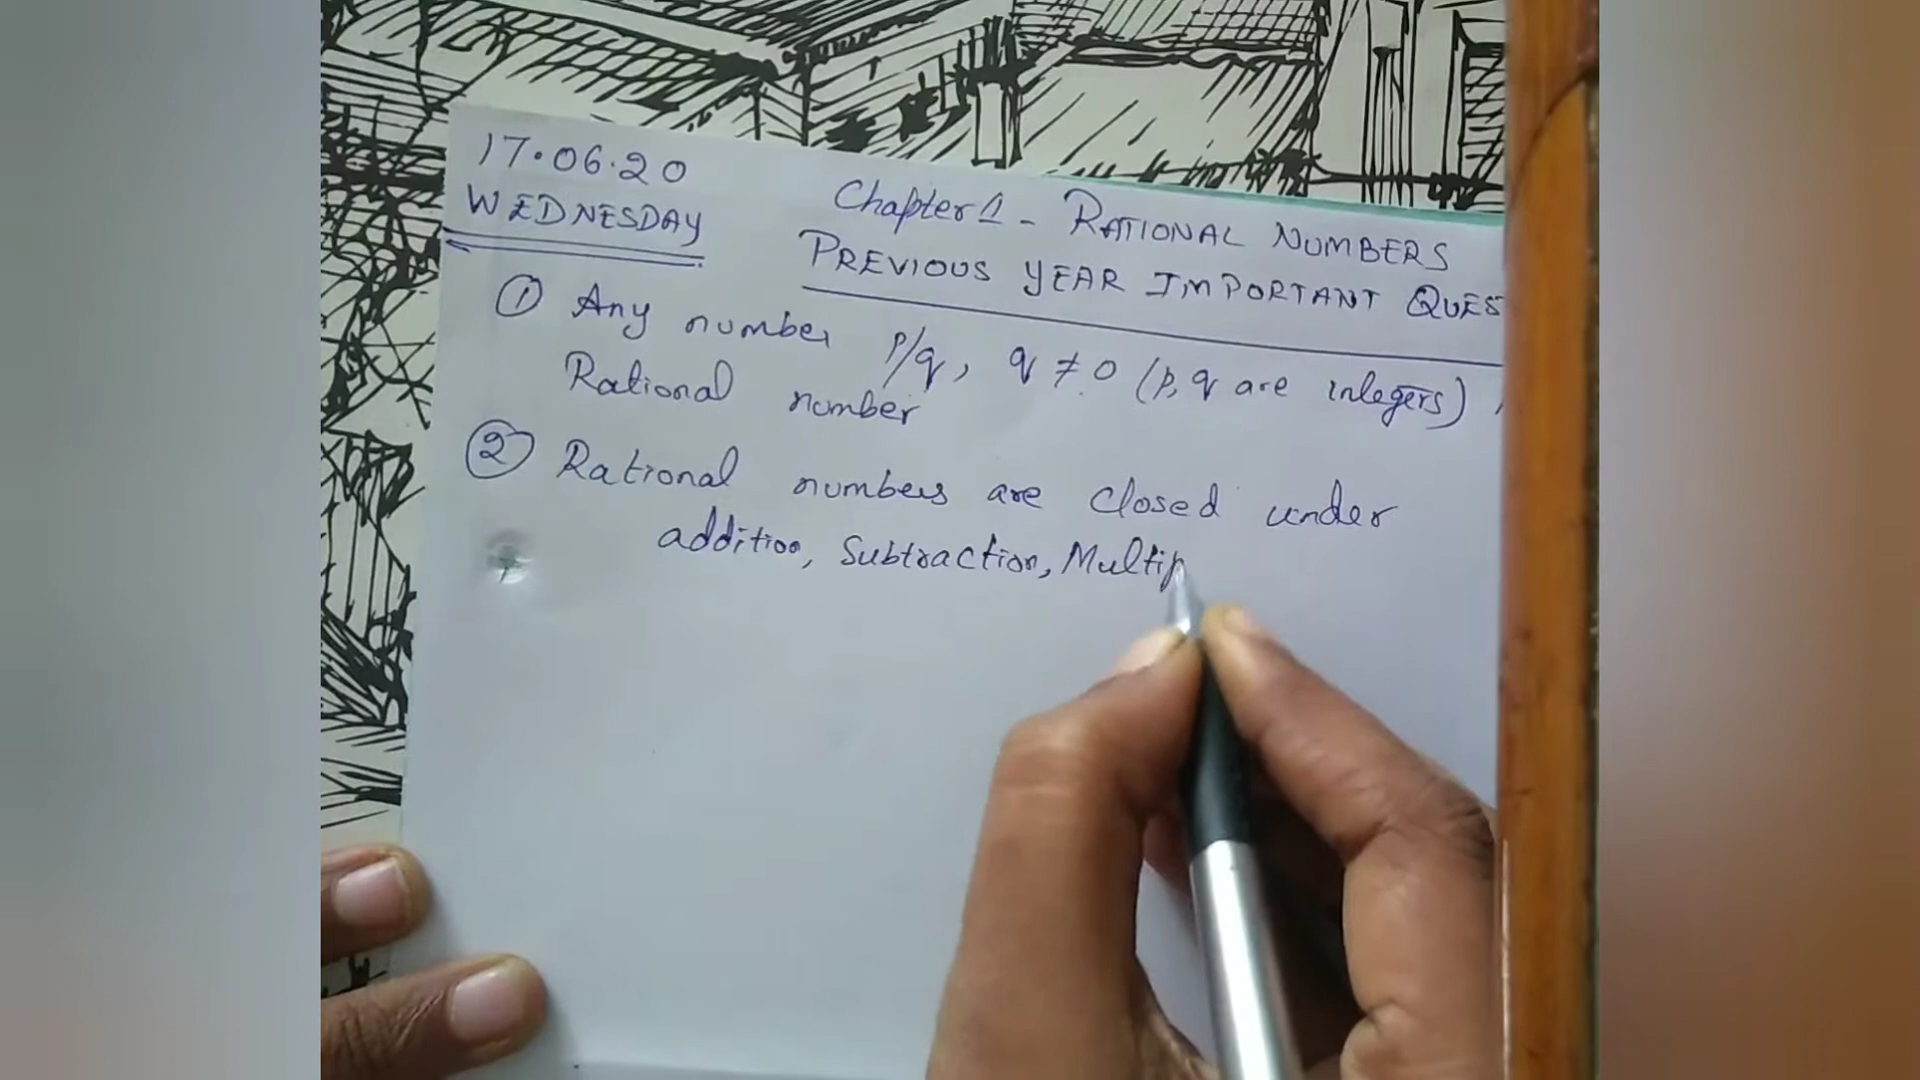 17.06.20
WEDNESDAY
Chapter 1 - RATIONAL NUMBERS
PREVIOUS YEAR IMPORTANT QUES
① Any number p/q, q ≠ 0 (p, q are integers)
Rational number
② Rational numbers are closed under
addition, Subtraction, Multip